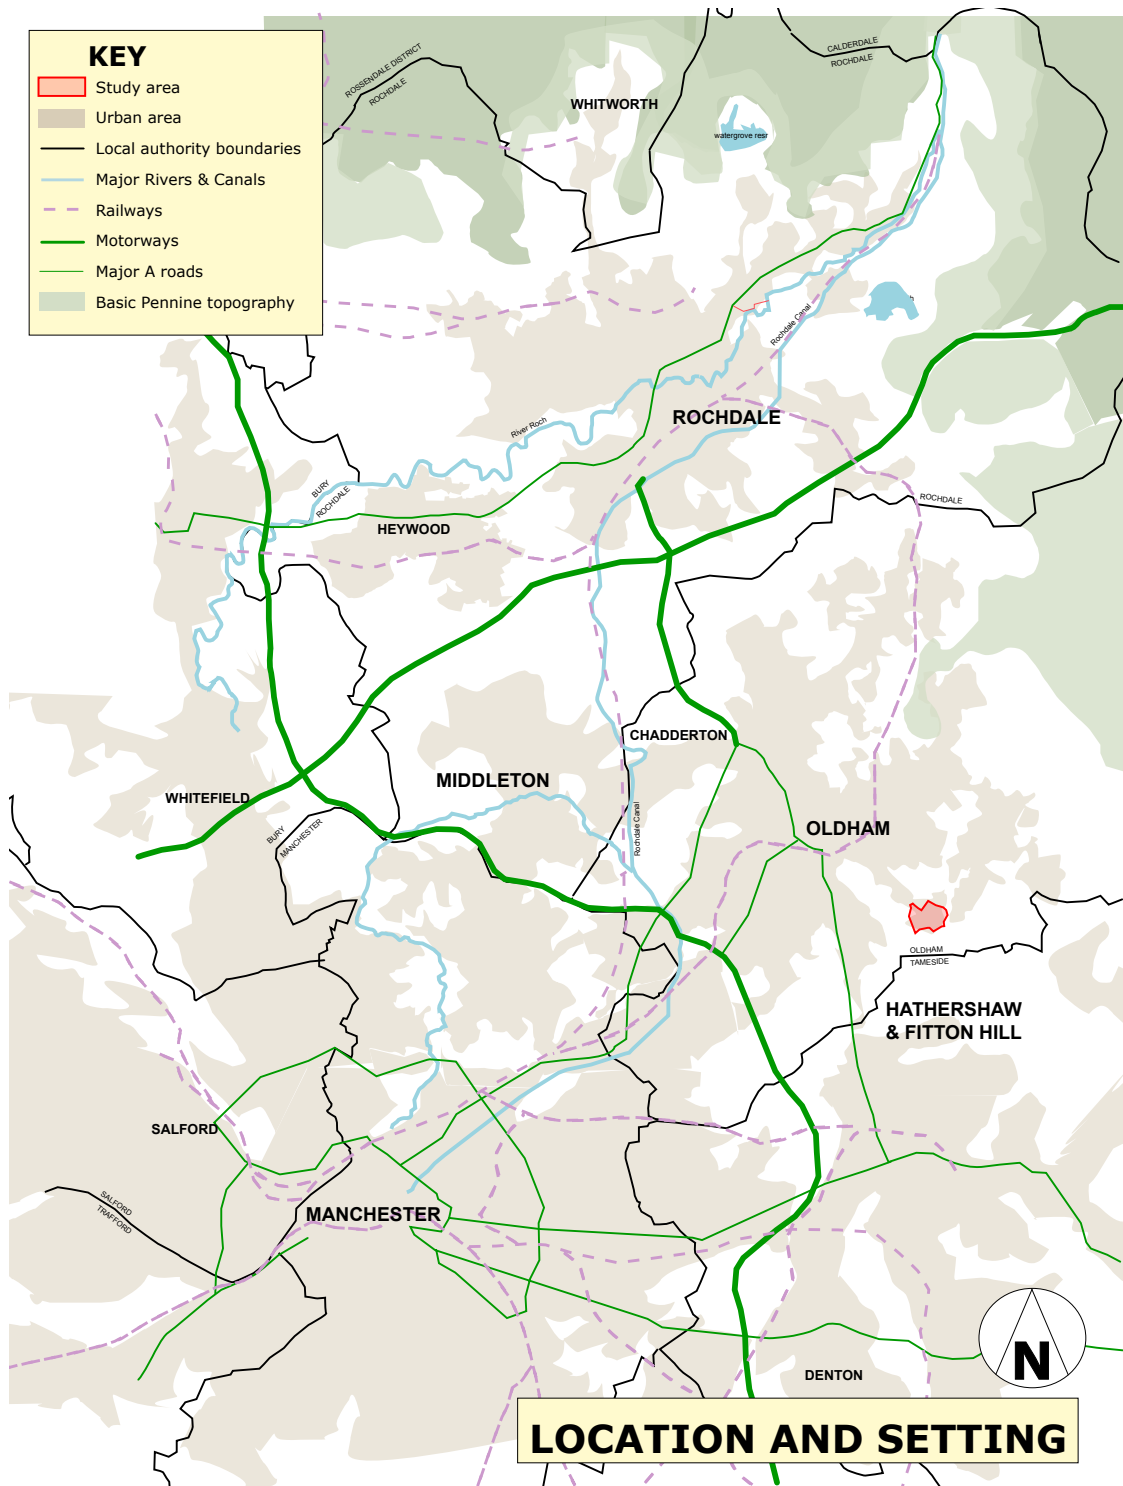 KEY
Study area
Urban area
Local authority boundaries
Major Rivers & Canals
Railways
Motorways
Major A roads
Basic Pennine topography
ROSSENDALE DISTRICT
ROCHDALE
WHITWORTH
CALDERDALE
ROCHDALE
watergrove resr
Rochdale Canal
River Roch
ROCHDALE
BURY
ROCHDALE
HEYWOOD
ROCHDALE
CHADDERTON
MIDDLETON
WHITEFIELD
BURY
MANCHESTER
Rochdale Canal
OLDHAM
OLDHAM
TAMESIDE
HATHERSHAW
& FITTON HILL
SALFORD
SALFORD
TRAFFORD
MANCHESTER
DENTON
N
LOCATION AND SETTING